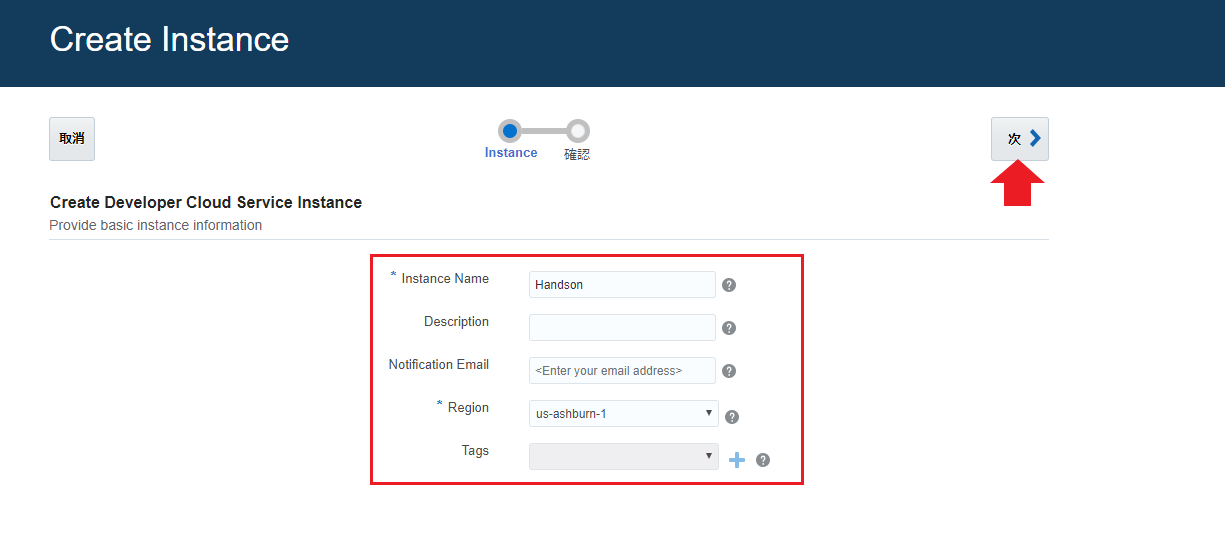 Create Instance
取消
Instance
確認
次
Create Developer Cloud Service Instance
Provide basic instance information
* Instance Name
Handson
?
Description
?
Notification Email
<Enter your email address>
?
* Region
us-ashburn-1
?
Tags
?